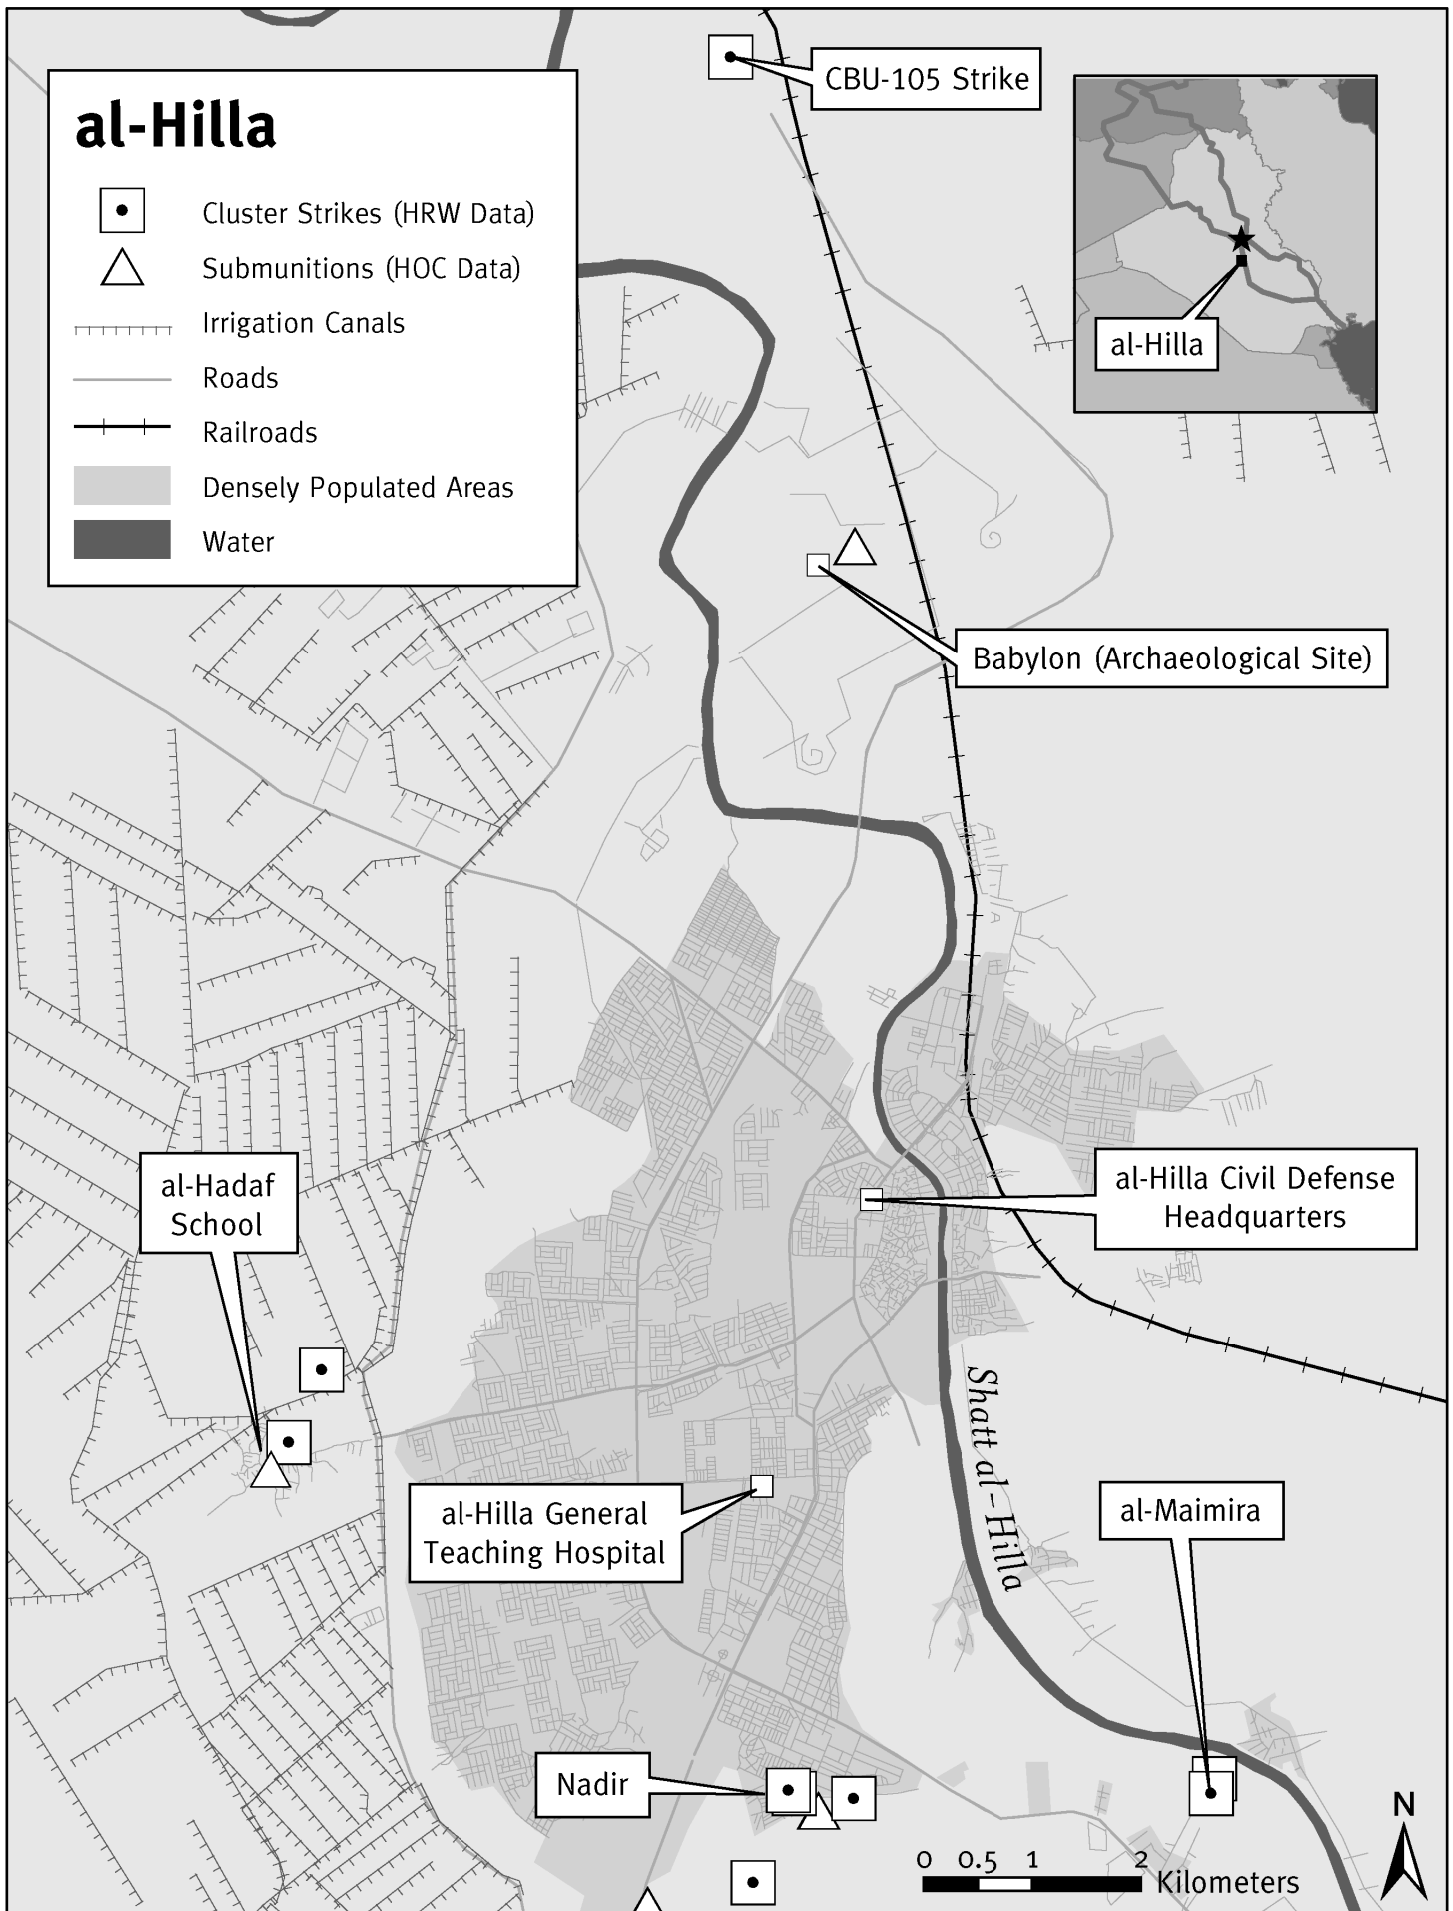 CBU-105 Strike
al-Hilla
Cluster Strikes (HRW Data)
Submunitions (HOC Data)
Irrigation Canals
Roads
Railroads
Densely Populated Areas
Water
al-Hilla
Babylon (Archaeological Site)
al-Hadaf
School
al-Hilla Civil Defense
Headquarters
Shatt al-Hilla
al-Hilla General
Teaching Hospital
al-Maimira
Nadir
N
0 0.5 1 2
Kilometers